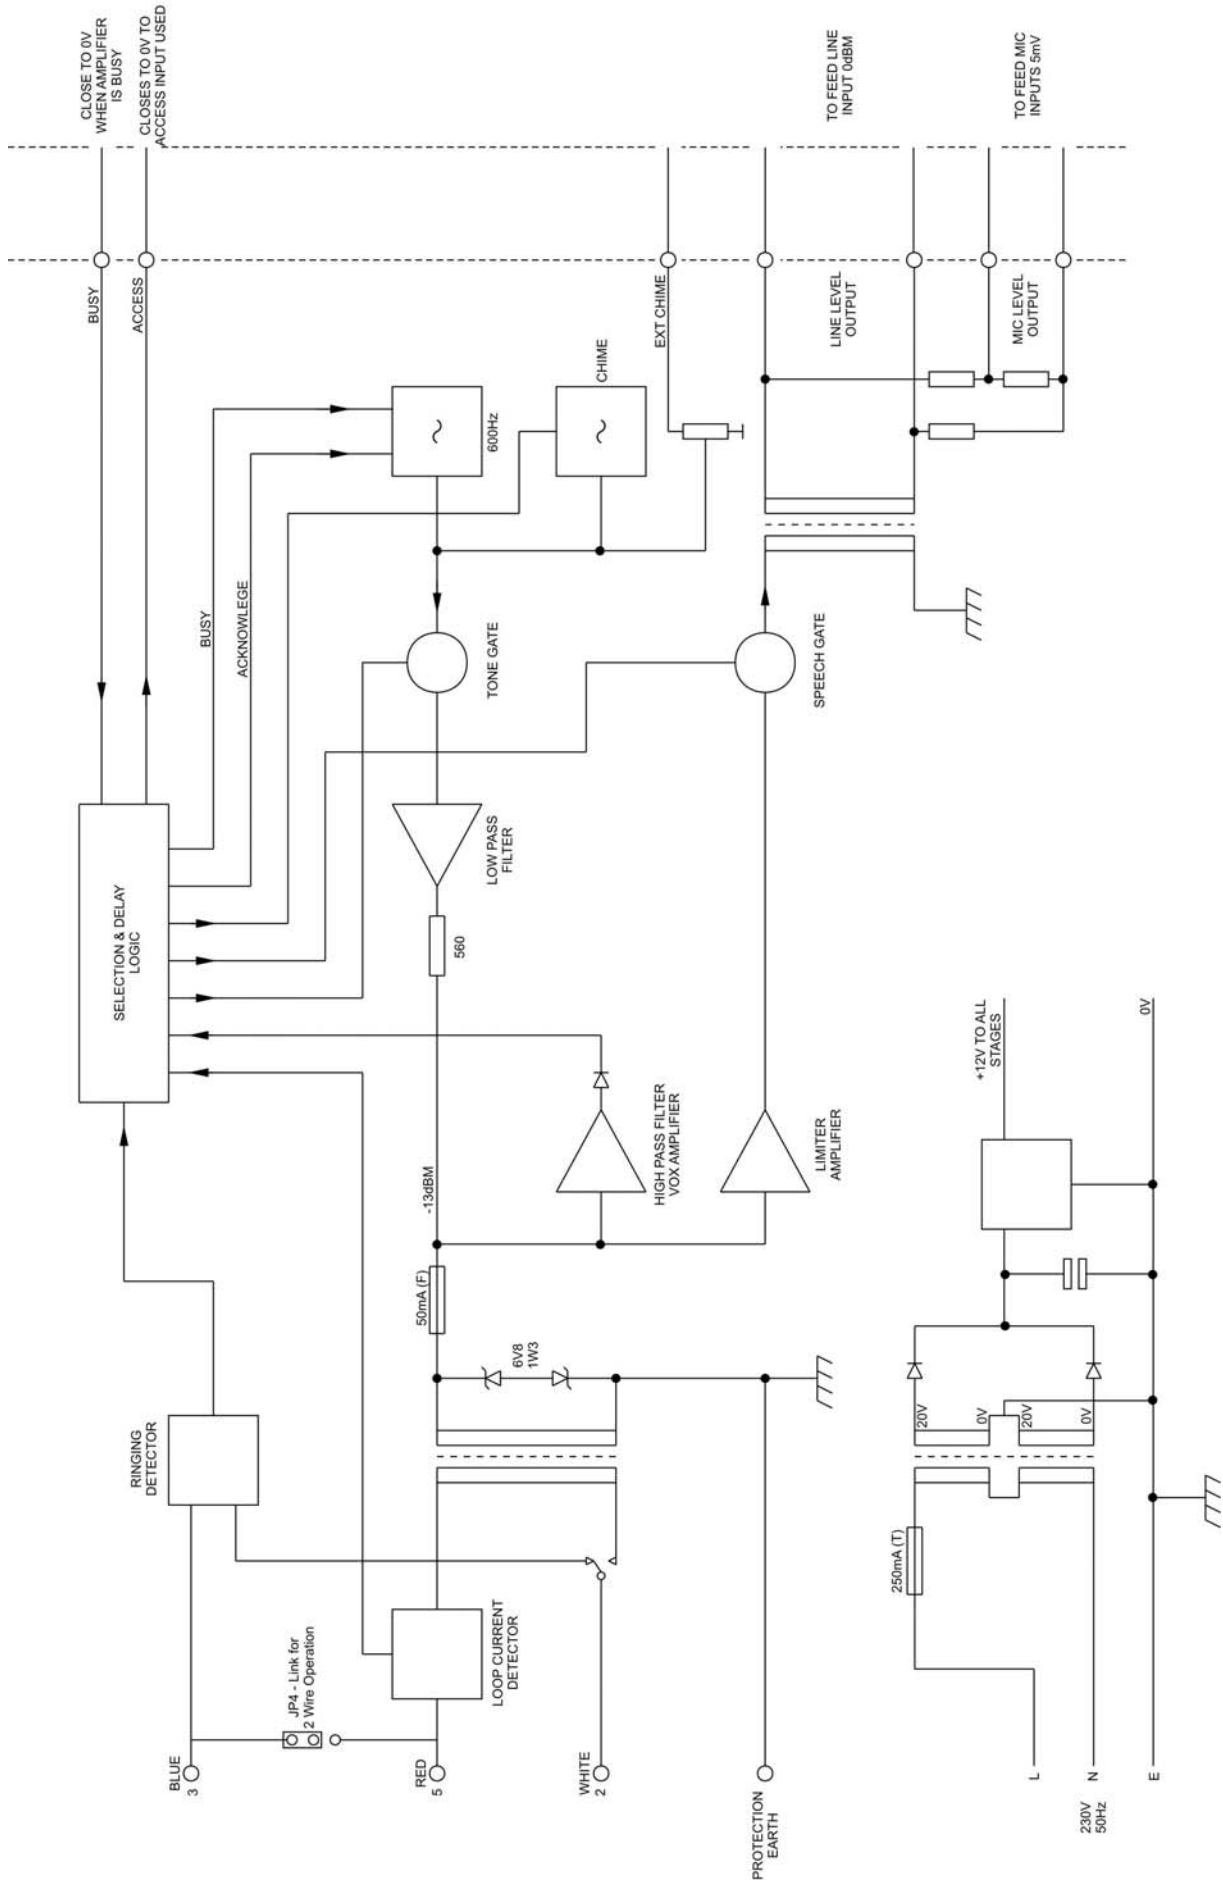 CLOSE TO 0V
WHEN AMPLIFIER
IS BUSY
CLOSES TO 0V TO
ACCESS INPUT USED
TO FEED LINE
INPUT 0dBM
TO FEED MIC
INPUTS 5mV
BUSY
ACCESS
EXT CHIME
LINE LEVEL
OUTPUT
MIC LEVEL
OUTPUT
600Hz
CHIME
BUSY
ACKNOWLEGE
TONE GATE
SPEECH GATE
SELECTION & DELAY
LOGIC
LOW PASS
FILTER
560
-13dBM
HIGH PASS FILTER
VOX AMPLIFIER
LIMITER
AMPLIFIER
+12V TO ALL
STAGES
0V
50mA (F)
6V8
1W3
RINGING
DETECTOR
20V
0V
20V
0V
250mA (T)
LOOP CURRENT
DETECTOR
JP4 - Link for
2 Wire Operation
BLUE
3
RED
5
WHITE
2
PROTECTION
EARTH
L
N
E
230V
50Hz